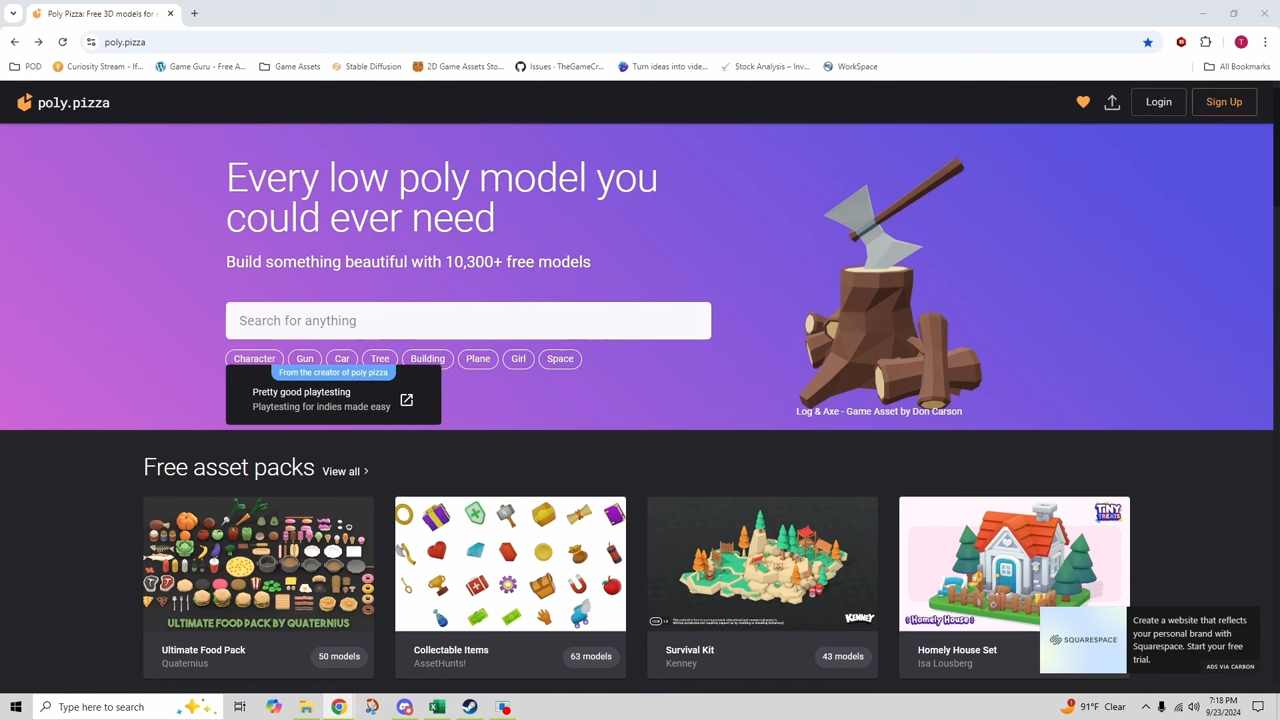 Poly Pizza: Free 3D models for e
poly.pizza
POD
Curiosity Stream - If...
Game Guru - Free A...
Game Assets
Stable Diffusion
2D Game Assets Sto...
Issues · TheGameCr...
Turn ideas into vide...
Stock Analysis – Inv...
WorkSpace
All Bookmarks
poly.pizza
Login
Sign Up
Every low poly model you
could ever need
Build something beautiful with 10,300+ free models
Search for anything
Character
Gun
Car
Tree
Building
Plane
Girl
Space
From the creator of poly pizza
Pretty good playtesting
Playtesting for indies made easy
Log & Axe - Game Asset by Don Carson
Free asset packs
View all
ULTIMATE FOOD PACK BY QUATERNIUS
KENNEY
TINY TREATS
Homely House
Ultimate Food Pack
Quaternius
50 models
Collectable Items
AssetHunts!
63 models
Survival Kit
Kenney
43 models
Homely House Set
Isa Lousberg
SQUARESPACE
Create a website that reflects
your personal brand with
Squarespace. Start your free
trial.
ADS VIA CARBON
Type here to search
91°F Clear
7:18 PM
9/23/2024